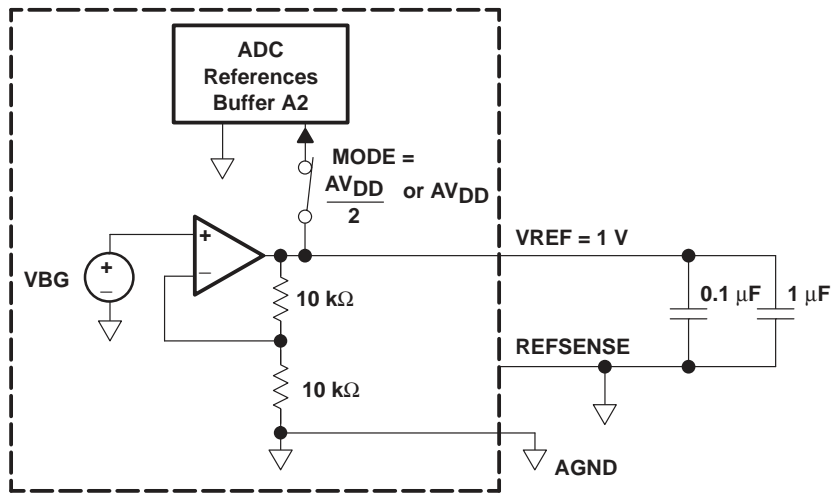 ADC
References
Buffer A2
MODE =
AVDD
2
or AVDD
+
−
VBG
+
−
10 kΩ
10 kΩ
VREF = 1 V
0.1 μF
1 μF
REFSENSE
AGND